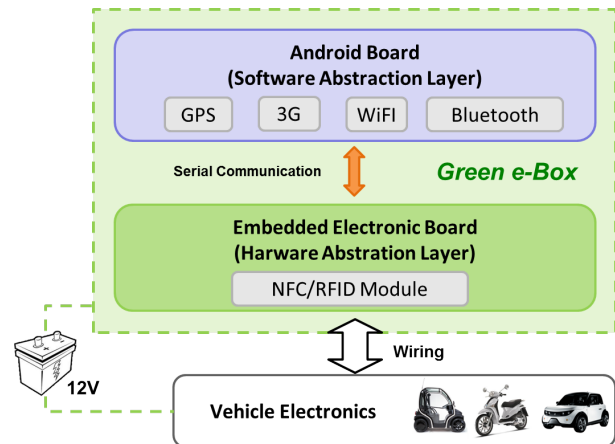 Android Board
(Software Abstraction Layer)
GPS 3G WiFI Bluetooth
Serial Communication
Green e-Box
Embedded Electronic Board
(Harware Abstration Layer)
NFC/RFID Module
Wiring
12V
Vehicle Electronics